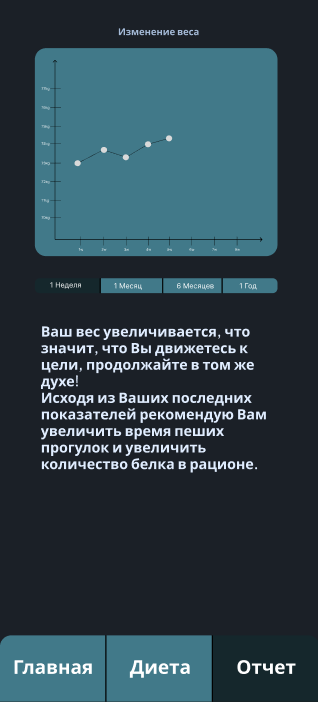 Изменение веса
1 Неделя
1 Месяц
6 Месяцев
1 Год
Ваш вес увеличивается, что
значит, что Вы движетесь к
цели, продолжайте в том же
духе!
Исходя из Ваших последних
показателей рекомендую Вам
увеличить время пеших
прогулок и увеличить
количество белка в рационе.
Главная
Диета
Отчет